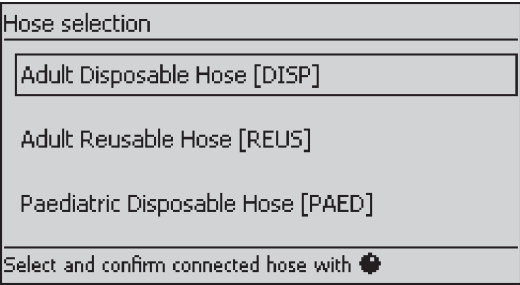 Hose selection
Adult Disposable Hose [DISP]
Adult Reusable Hose [REUS]
Paediatric Disposable Hose [PAED]
Select and confirm connected hose with